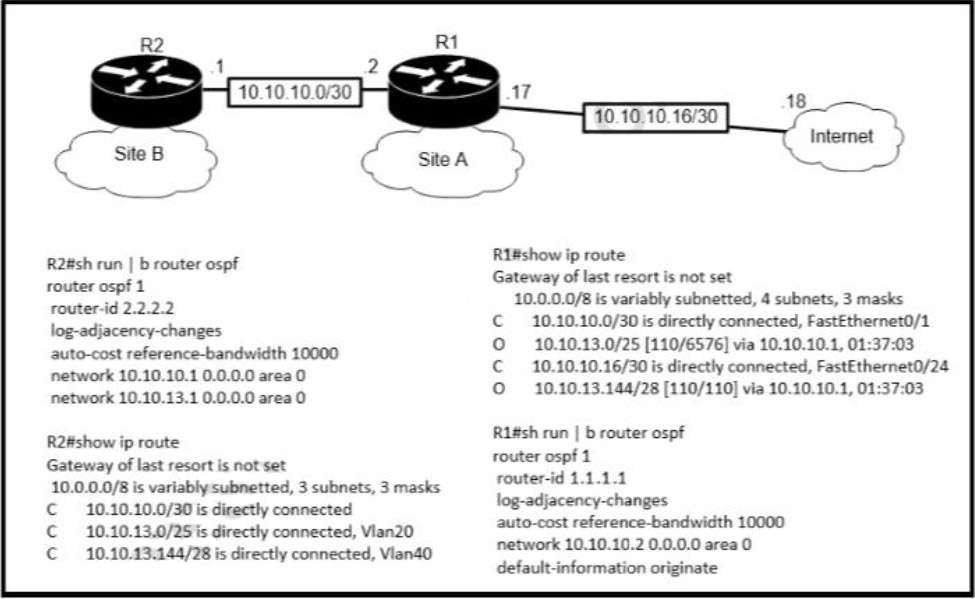 R2
R1
.1
.2
10.10.10.0/30
.17
10.10.10.16/30
.18
Internet
Site B
Site A
R2#sh run | b router ospf
router ospf 1
router-id 2.2.2.2
log-adjacency-changes
auto-cost reference-bandwidth 10000
network 10.10.10.1 0.0.0.0 area 0
network 10.10.13.1 0.0.0.0 area 0
R2#show ip route
Gateway of last resort is not set
10.0.0.0/8 is variably subnetted, 3 subnets, 3 masks
C 10.10.10.0/30 is directly connected
C 10.10.13.0/25 is directly connected, Vlan20
C 10.10.13.144/28 is directly connected, Vlan40
R1#show ip route
Gateway of last resort is not set
10.0.0.0/8 is variably subnetted, 4 subnets, 3 masks
C 10.10.10.0/30 is directly connected, FastEthernet0/1
O 10.10.13.0/25 [110/6576] via 10.10.10.1, 01:37:03
C 10.10.10.16/30 is directly connected, FastEthernet0/24
O 10.10.13.144/28 [110/110] via 10.10.10.1, 01:37:03
R1#sh run | b router ospf
router ospf 1
router-id 1.1.1.1
log-adjacency-changes
auto-cost reference-bandwidth 10000
network 10.10.10.2 0.0.0.0 area 0
default-information originate